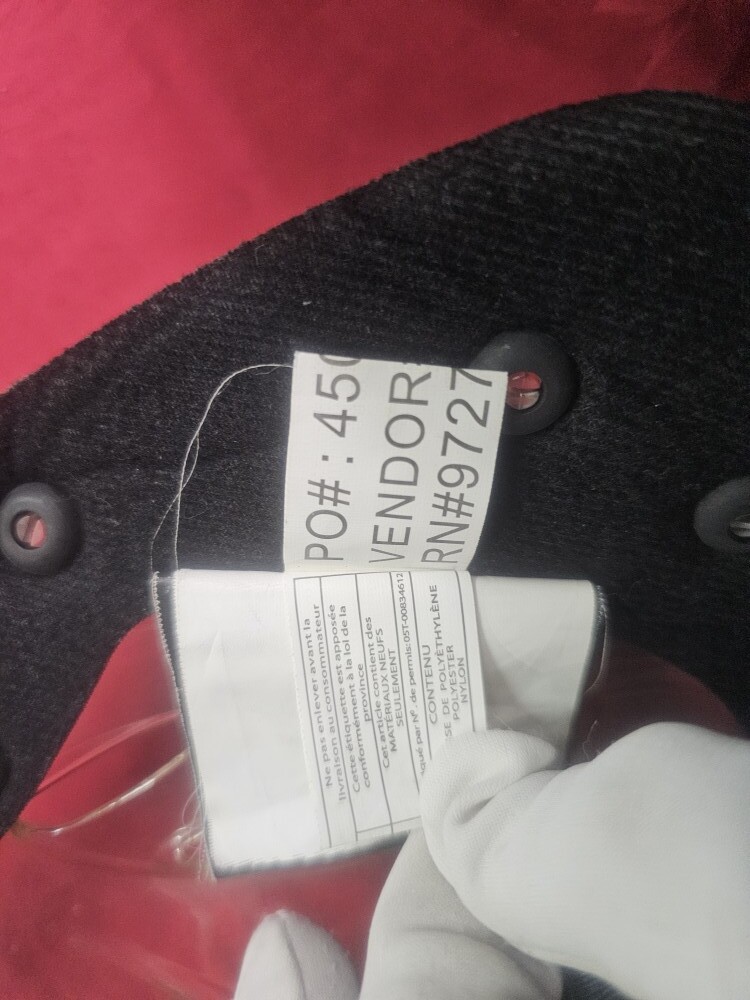 PO# : 450
VENDOR
RN#9727
Ne pas enlever avant la
livraison au consommateur
Cette étiquette est apposée
conformément à la loi de la
province
Cet article contient des
MATÉRIAUX NEUFS
SEULEMENT
par N°. de permis:05T-00834612
CONTENU
DE POLYÉTHYLÈNE
POLYESTER
NYLON